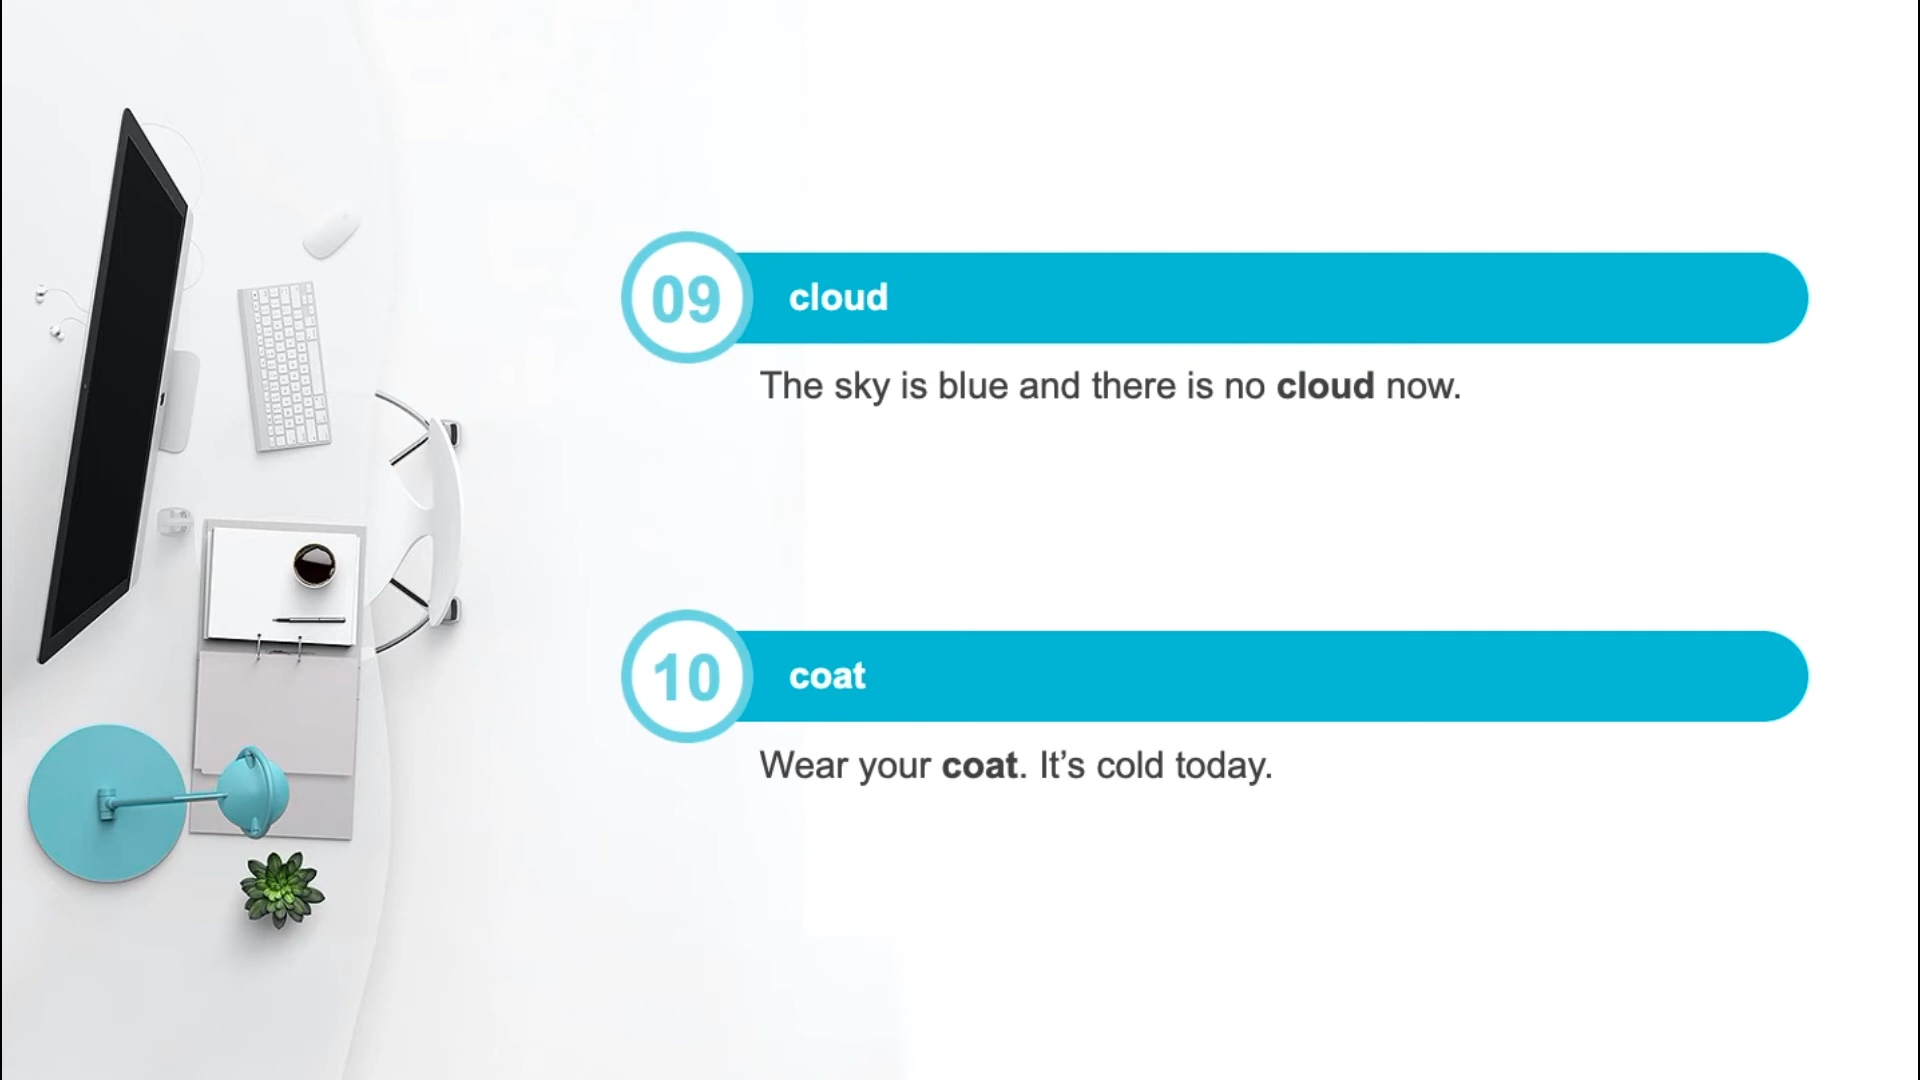 09
cloud
The sky is blue and there is no cloud now.
10
coat
Wear your coat. It’s cold today.